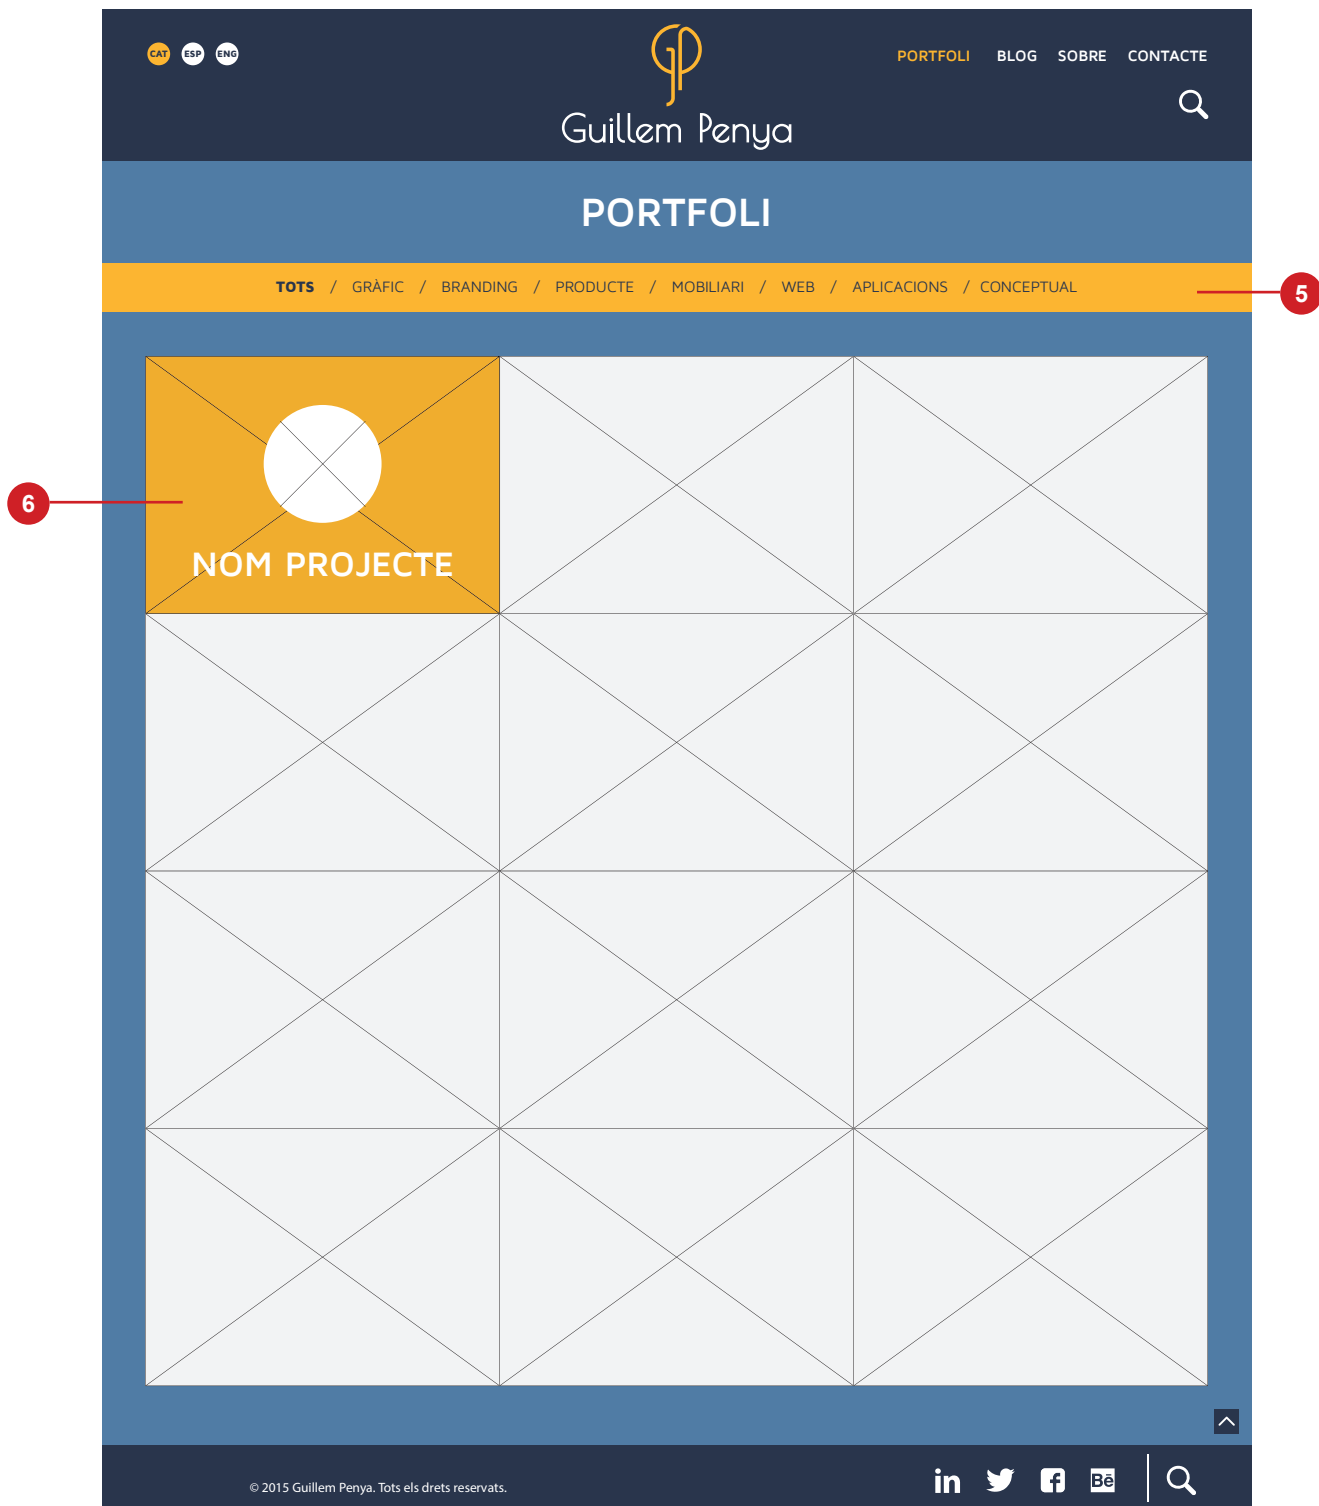 CAT ESP ENG
PORTFOLI BLOG SOBRE CONTACTE
Guillem Penya
PORTFOLI
TOTS / GRÀFIC / BRANDING / PRODUCTE / MOBILIARI / WEB / APLICACIONS / CONCEPTUAL
5
6
NOM PROJECTE
© 2015 Guillem Penya. Tots els drets reservats.
in
Bē